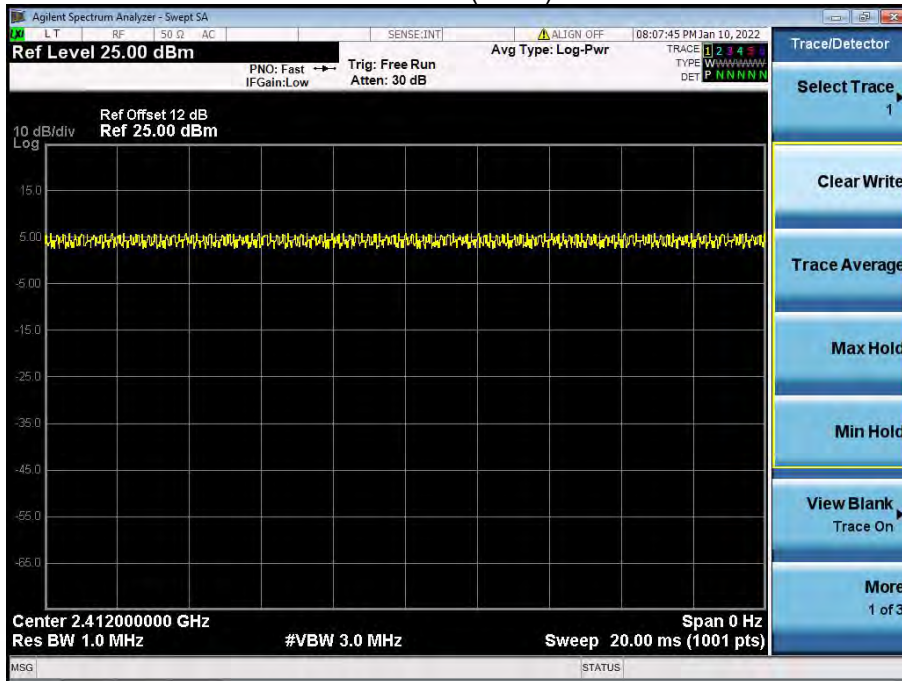 Agilent Spectrum Analyzer - Swept SA
LXI LT RF 50 Ω AC SENSE:INT ALIGN OFF 08:07:45 PM Jan 10, 2022
Ref Level 25.00 dBm Avg Type: Log-Pwr TRACE 1 2 3 4 5 6
PNO: Fast Trig: Free Run TYPE WWWWWW
IFGain:Low Atten: 30 dB DET P N N N N N
Trace/Detector
Select Trace
1
Clear Write
Trace Average
Max Hold
Min Hold
View Blank
Trace On
More
1 of 3
Ref Offset 12 dB
10 dB/div Ref 25.00 dBm
Log
15.0
5.00
-5.00
-15.0
-25.0
-35.0
-45.0
-55.0
-65.0
Center 2.412000000 GHz Span 0 Hz
Res BW 1.0 MHz #VBW 3.0 MHz Sweep 20.00 ms (1001 pts)
MSG STATUS